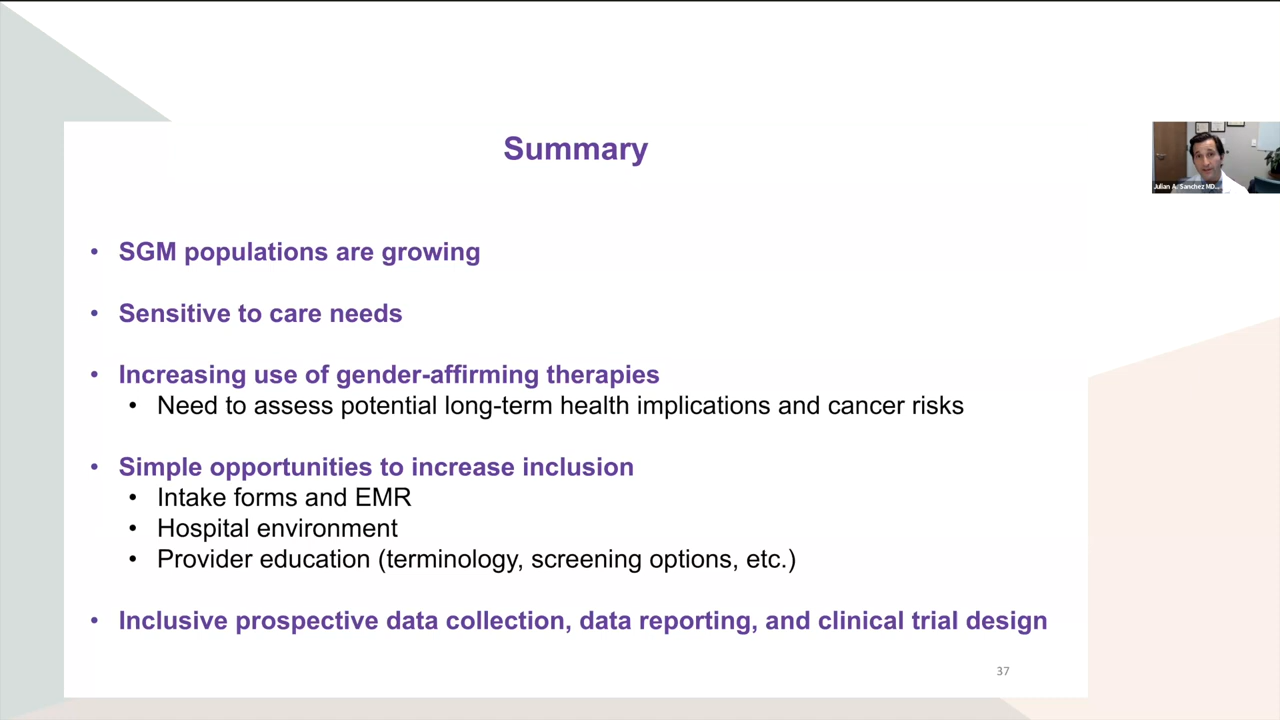 Summary
Julian A. Sanchez MD...
• SGM populations are growing
• Sensitive to care needs
• Increasing use of gender-affirming therapies
• Need to assess potential long-term health implications and cancer risks
• Simple opportunities to increase inclusion
• Intake forms and EMR
• Hospital environment
• Provider education (terminology, screening options, etc.)
• Inclusive prospective data collection, data reporting, and clinical trial design
37